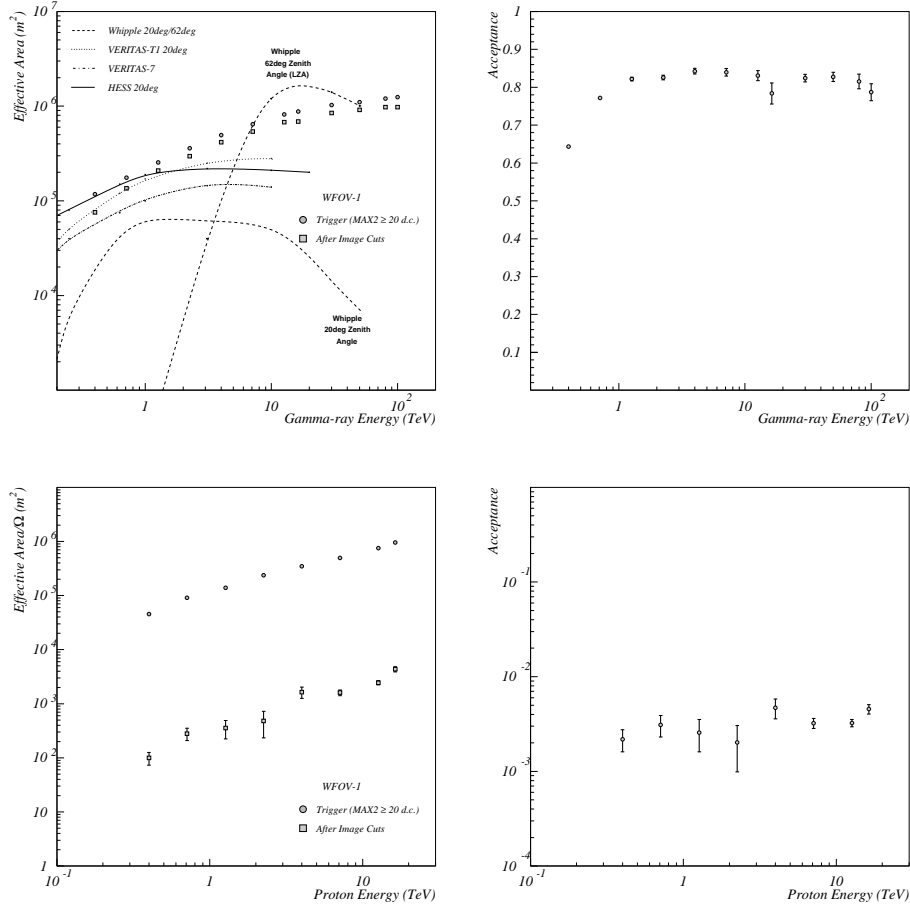 Effective Area (m2)
10 7
10 6
10 5
10 4
1
10
10 2
Gamma-ray Energy (TeV)
Whipple 20deg/62deg
VERITAS-T1 20deg
VERITAS-7
HESS 20deg
Whipple
62deg Zenith
Angle (LZA)
WFOV-1
Trigger (MAX2 ≥ 20 d.c.)
After Image Cuts
Whipple
20deg Zenith
Angle
Acceptance
1
0.9
0.8
0.7
0.6
0.5
0.4
0.3
0.2
0.1
1
10
10 2
Gamma-ray Energy (TeV)
Effective Area/Ω (m2)
10 6
10 5
10 4
10 3
10 2
10
1
10 -1
1
10
Proton Energy (TeV)
WFOV-1
Trigger (MAX2 ≥ 20 d.c.)
After Image Cuts
Acceptance
10 -1
10 -2
10 -3
10 -4
10 -1
1
10
Proton Energy (TeV)